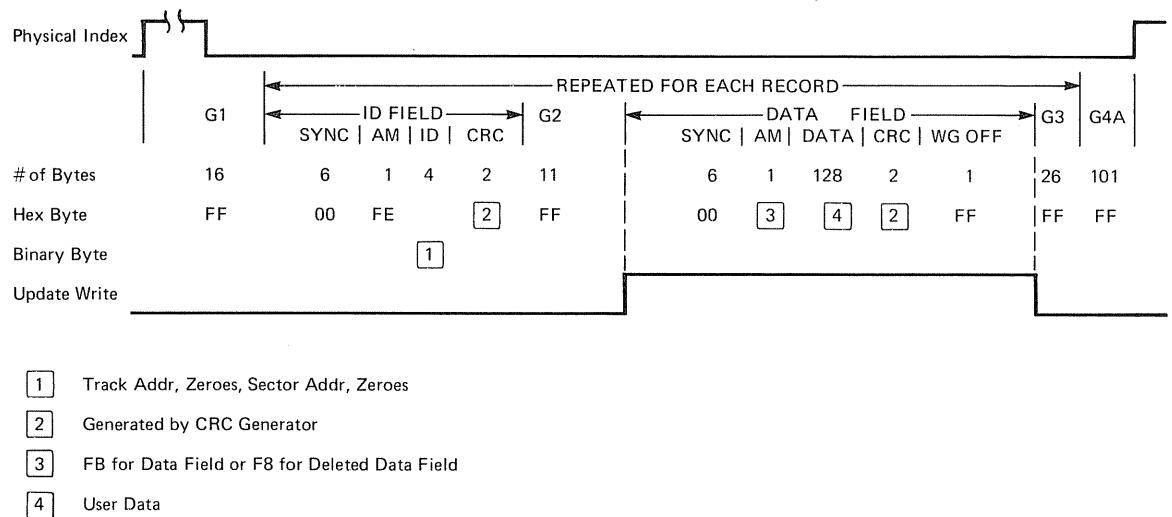 Physical Index
REPEATED FOR EACH RECORD
G1 ID FIELD G2 DATA FIELD G3 G4A
SYNC | AM | ID | CRC SYNC | AM | DATA | CRC | WG OFF
# of Bytes 16 6 1 4 2 11 6 1 128 2 1 26 101
Hex Byte FF 00 FE 2 FF 00 3 4 2 FF FF FF
Binary Byte 1
Update Write
1 Track Addr, Zeroes, Sector Addr, Zeroes
2 Generated by CRC Generator
3 FB for Data Field or F8 for Deleted Data Field
4 User Data